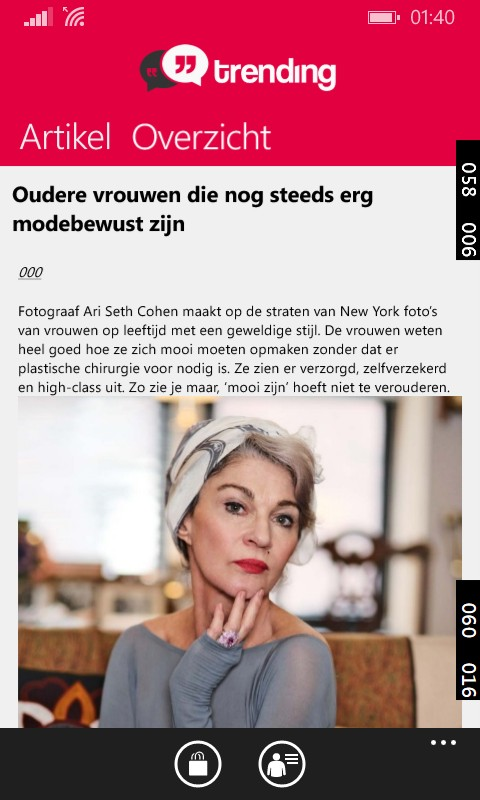 01:40
trending
Artikel Overzicht
058 006
Oudere vrouwen die nog steeds erg
modebewust zijn
000
Fotograaf Ari Seth Cohen maakt op de straten van New York foto's
van vrouwen op leeftijd met een geweldige stijl. De vrouwen weten
heel goed hoe ze zich mooi moeten opmaken zonder dat er
plastische chirurgie voor nodig is. Ze zien er verzorgd, zelfverzekerd
en high-class uit. Zo zie je maar, ‘mooi zijn’ hoeft niet te verouderen.
060 016